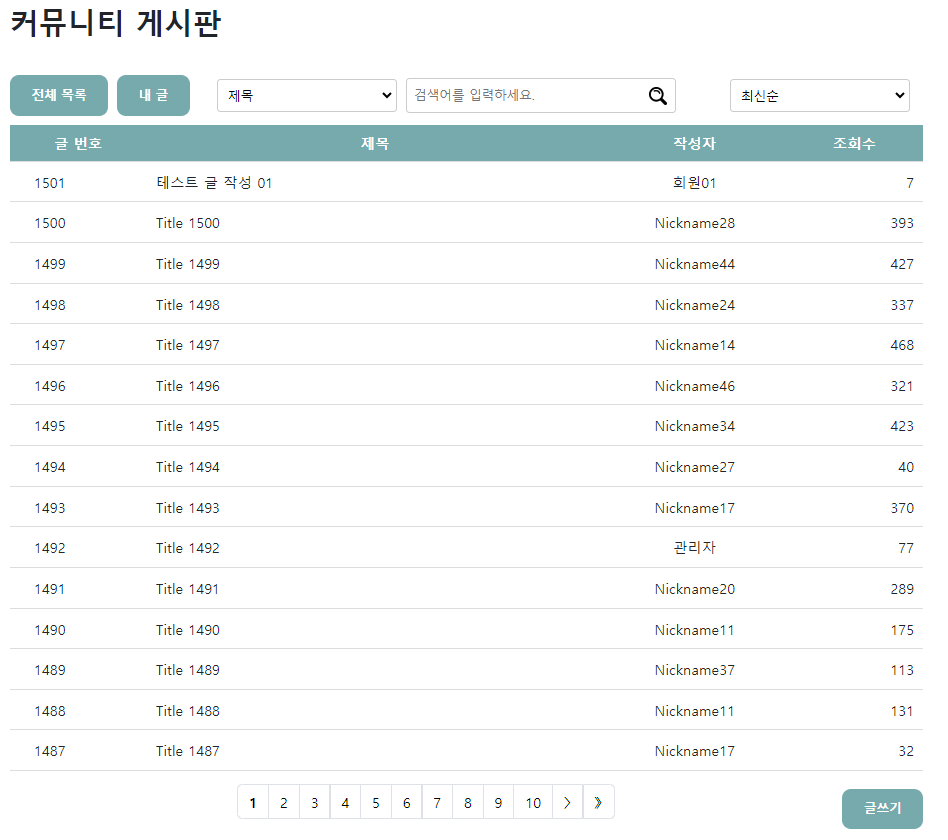 커뮤니티 게시판
전체 목록 내 글 제목 검색어를 입력하세요. 최신순
글 번호 제목 작성자 조회수
1501 테스트 글 작성 01 회원01 7
1500 Title 1500 Nickname28 393
1499 Title 1499 Nickname44 427
1498 Title 1498 Nickname24 337
1497 Title 1497 Nickname14 468
1496 Title 1496 Nickname46 321
1495 Title 1495 Nickname34 423
1494 Title 1494 Nickname27 40
1493 Title 1493 Nickname17 370
1492 Title 1492 관리자 77
1491 Title 1491 Nickname20 289
1490 Title 1490 Nickname11 175
1489 Title 1489 Nickname37 113
1488 Title 1488 Nickname11 131
1487 Title 1487 Nickname17 32
1 2 3 4 5 6 7 8 9 10 〉 》
글쓰기